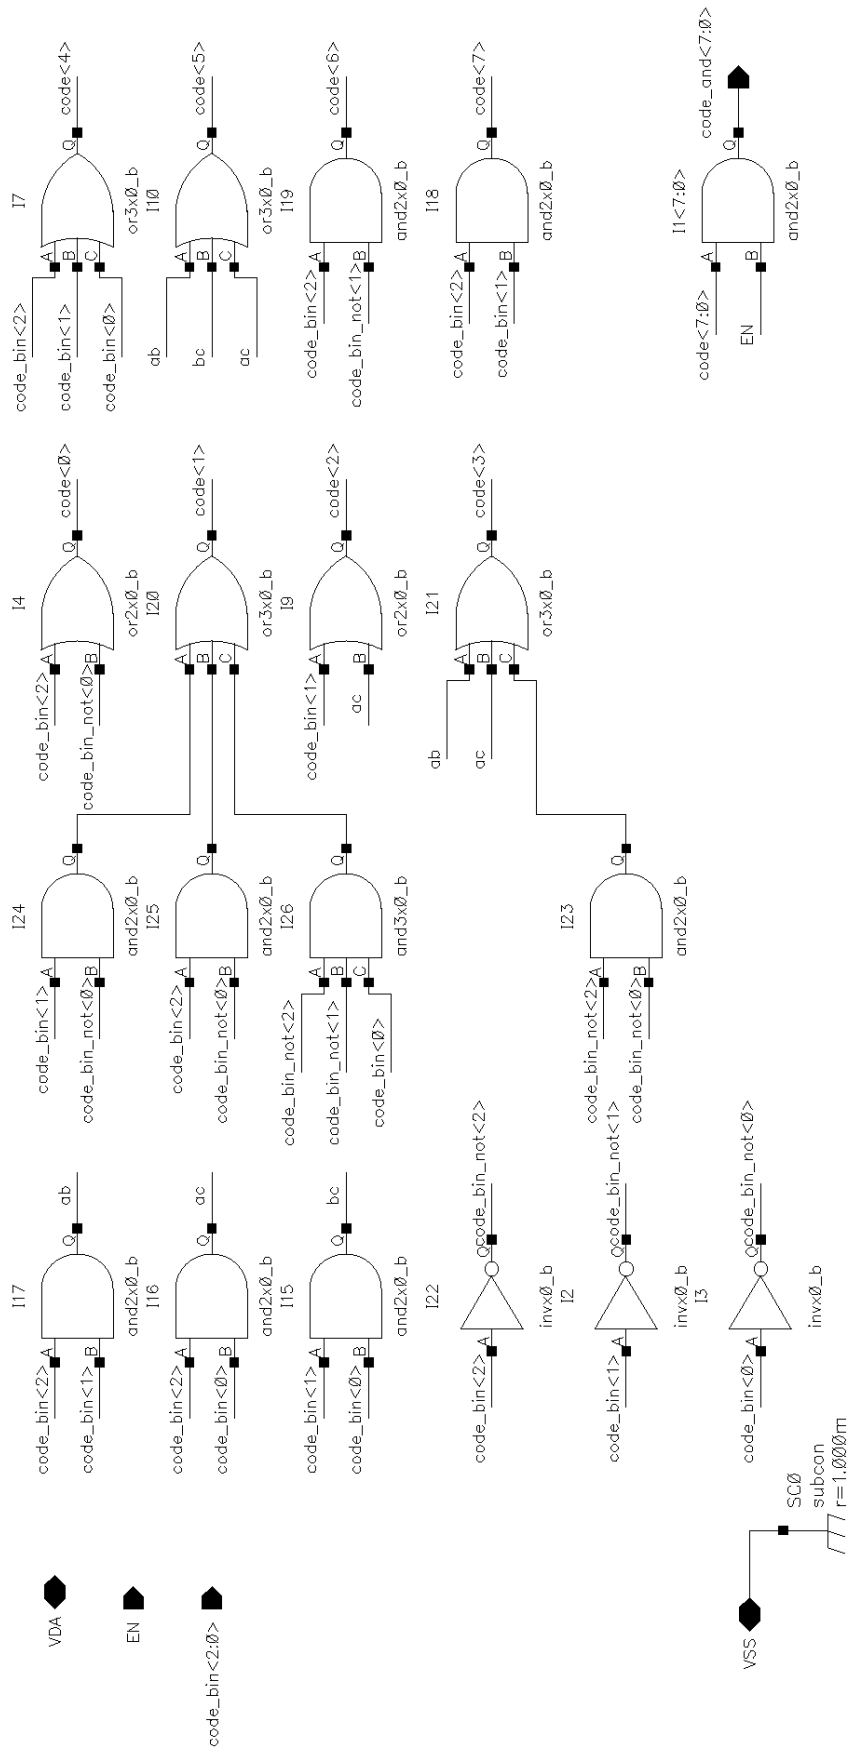 VDA
EN
code_bin<2:0>
VSS
SC0
subcon
r=1.000m
I17
code_bin<2>
A
code_bin<1>
B
Q
ab
and2x0_b
I16
code_bin<2>
A
code_bin<0>
B
Q
ac
and2x0_b
I15
code_bin<1>
A
code_bin<0>
B
Q
bc
and2x0_b
I22
code_bin<2>
A
Q
code_bin_not<2>
invx0_b
I2
code_bin<1>
A
Q
code_bin_not<1>
invx0_b
I3
code_bin<0>
A
Q
code_bin_not<0>
invx0_b
I24
code_bin<1>
A
code_bin_not<0>
B
Q
and2x0_b
I25
code_bin<2>
A
code_bin_not<0>
B
Q
and2x0_b
I26
code_bin_not<2>
A
code_bin_not<1>
B
code_bin<0>
C
Q
and3x0_b
I23
code_bin_not<2>
A
code_bin_not<0>
B
Q
and2x0_b
I4
code_bin<2>
A
code_bin_not<0>
B
Q
code<0>
or2x0_b
I20
A
B
C
Q
code<1>
or3x0_b
I9
code_bin<1>
A
ac
B
Q
code<2>
or2x0_b
I21
ab
A
ac
B
C
Q
code<3>
or3x0_b
I7
code_bin<2>
A
code_bin<1>
B
code_bin<0>
C
Q
code<4>
or3x0_b
I10
ab
A
bc
B
ac
C
Q
code<5>
or3x0_b
I19
code_bin<2>
A
code_bin_not<1>
B
Q
code<6>
and2x0_b
I18
code_bin<2>
A
code_bin<1>
B
Q
code<7>
and2x0_b
I1<7:0>
code<7:0>
A
EN
B
Q
code_and<7:0>
and2x0_b